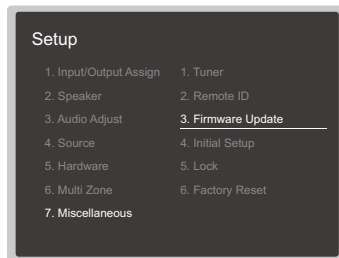 Setup
1. Input/Output Assign
2. Speaker
3. Audio Adjust
4. Source
5. Hardware
6. Multi Zone
7. Miscellaneous
1. Tuner
2. Remote ID
3. Firmware Update
4. Initial Setup
5. Lock
6. Factory Reset